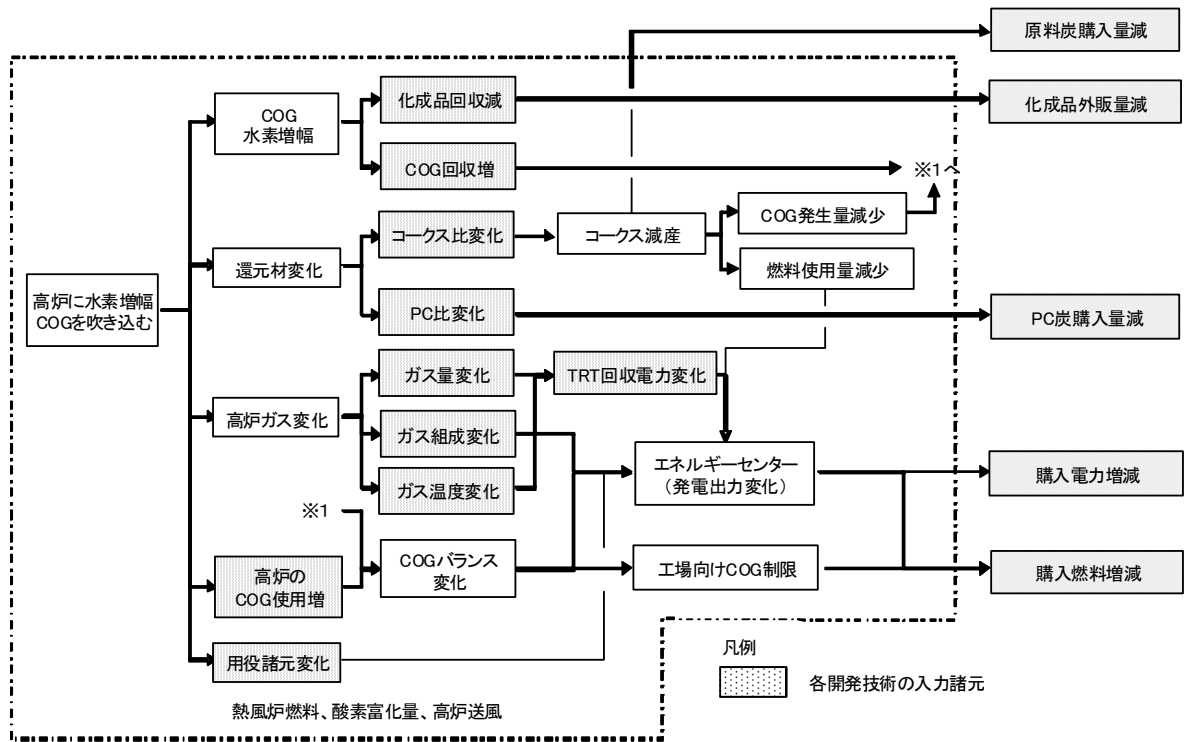 原料炭購入量減
COG
水素増幅
化成品回収減
化成品外販量減
COG回収増
※1へ
コークス比変化
コークス減産
COG発生量減少
還元材変化
燃料使用量減少
高炉に水素増幅
COGを吹き込む
PC比変化
PC炭購入量減
ガス量変化
TRT回収電力変化
高炉ガス変化
ガス組成変化
エネルギーセンター
（発電出力変化）
購入電力増減
ガス温度変化
※1
COGバランス
変化
工場向けCOG制限
購入燃料増減
高炉の
COG使用増
用役諸元変化
凡例
各開発技術の入力諸元
熱風炉燃料、酸素富化量、高炉送風